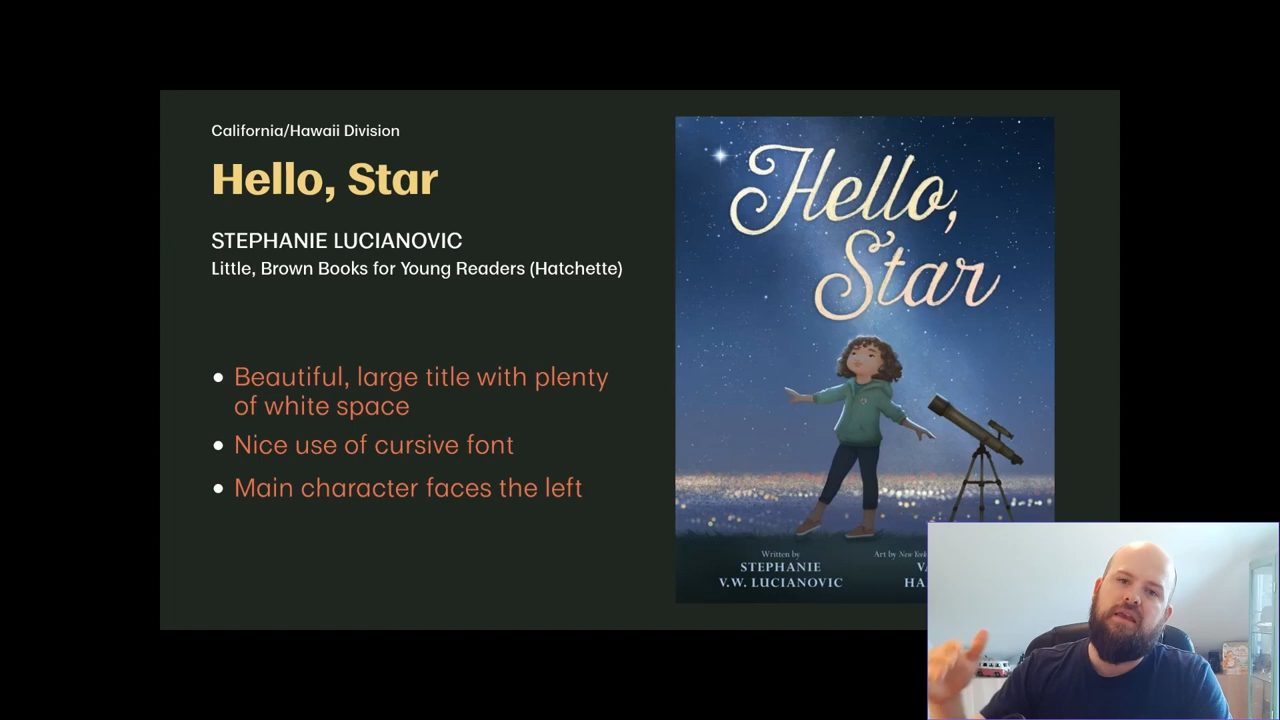 California/Hawaii Division
Hello, Star
STEPHANIE LUCIANOVIC
Little, Brown Books for Young Readers (Hatchette)
• Beautiful, large title with plenty
of white space
• Nice use of cursive font
• Main character faces the left
Hello,
Star
Written by
STEPHANIE
V.W. LUCIANOVIC
Art by New